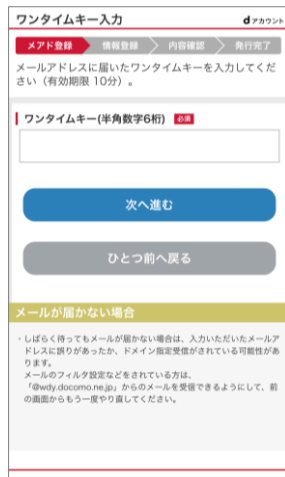 ワンタイムキー入力
dアカウント
メアド登録 情報登録 内容確認 発行完了
メールアドレスに届いたワンタイムキーを入力してくだ
さい（有効期限 10分）。
ワンタイムキー(半角数字6桁) 必須
次へ進む
ひとつ前へ戻る
メールが届かない場合
・しばらく待ってもメールが届かない場合は、入力いただいたメールア
ドレスに誤りがあったか、ドメイン指定受信がされている可能性があ
ります。
メールのフィルタ設定などをされている方は、
「@wdy.docomo.ne.jp」からのメールを受信できるようにして、前
の画面からもう一度やり直してください。